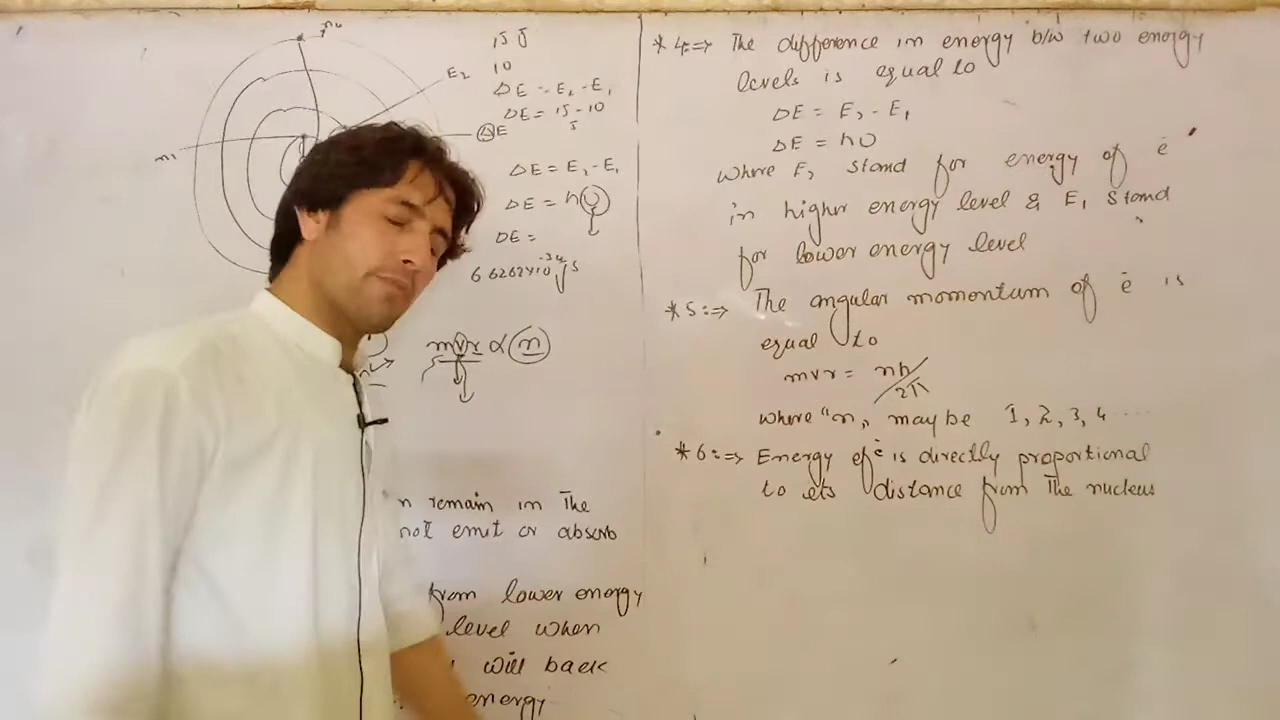 15 J
10
ΔE = E₂ - E₁
ΔE = 15 - 10
5
E₂
ΔE
n₁
ΔE = E₂ - E₁
ΔE = hυ
ΔE =
6.6262×10⁻³⁴ Js
mvr ∝ n
n remain in The
not emit or absorb
from lower energy
level when
will back
energy
* 4:⇒ The difference in energy b/w two energy
levels is equal to
ΔE = E₂ - E₁
ΔE = hυ
where E₂ stand for energy of ē
in higher energy level & E₁ Stand
for lower energy level
* 5:⇒ The angular momentum of ē is
equal to
mvr = nh/2π
where "n„ may be 1, 2, 3, 4 ....
* 6:⇒ Energy of ē is directly proportional
to its distance from The nucleus